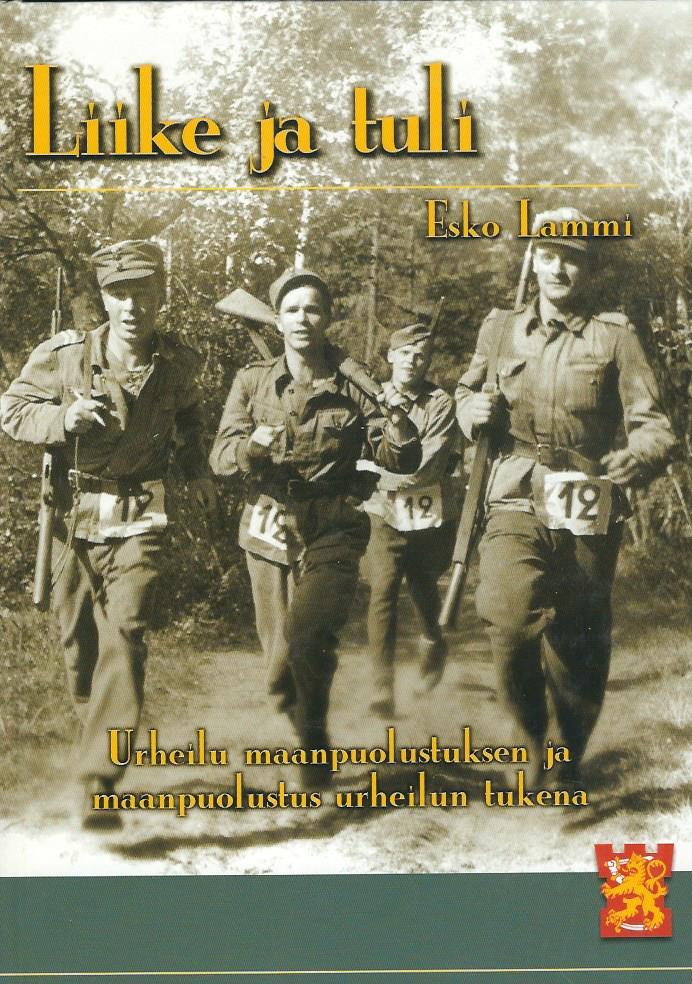 Liike ja tuli
Esko Lammi
12
12
12
12
Urheilu maanpuolustuksen ja
maanpuolustus urheilun tukena